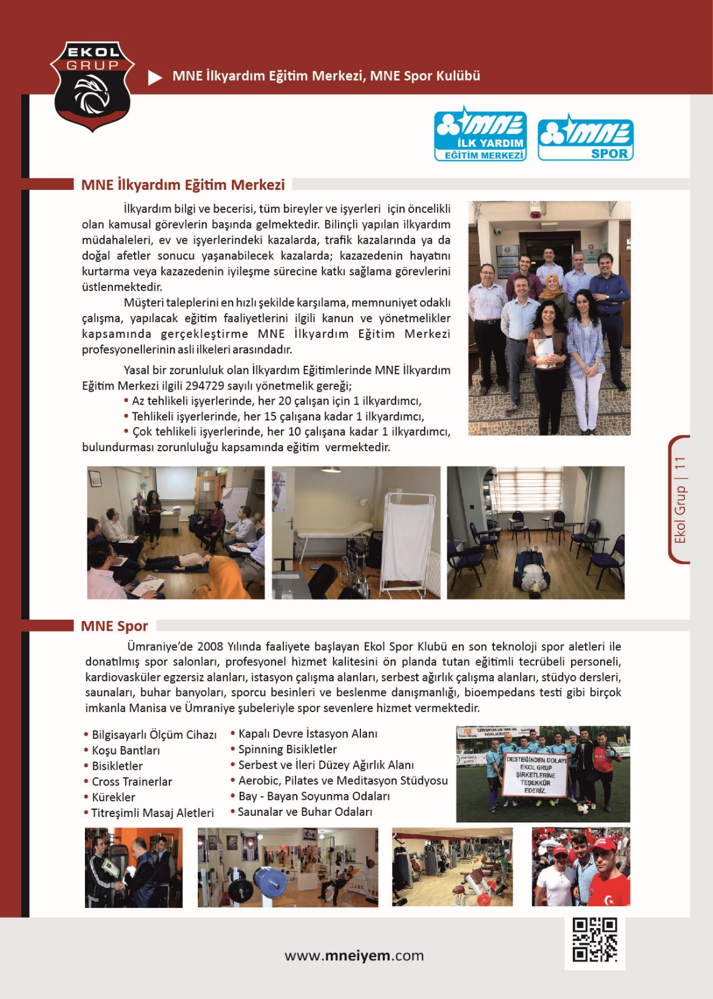 EKOL
GRUP
MNE İlkyardım Eğitim Merkezi, MNE Spor Kulübü
MNE
İLK YARDIM
EĞİTİM MERKEZİ
MNE
SPOR
MNE İlkyardım Eğitim Merkezi
İlkyardım bilgi ve becerisi, tüm bireyler ve işyerleri için öncelikli
olan kamusal görevlerin başında gelmektedir. Bilinçli yapılan ilkyardım
müdahaleleri, ev ve işyerlerindeki kazalarda, trafik kazalarında ya da
doğal afetler sonucu yaşanabilecek kazalarda; kazazedenin hayatını
kurtarma veya kazazedenin iyileşme sürecine katkı sağlama görevlerini
üstlenmektedir.
Müşteri taleplerini en hızlı şekilde karşılama, memnuniyet odaklı
çalışma, yapılacak eğitim faaliyetlerini ilgili kanun ve yönetmelikler
kapsamında gerçekleştirme MNE İlkyardım Eğitim Merkezi
profesyonellerinin asli ilkeleri arasındadır.
Yasal bir zorunluluk olan İlkyardım Eğitimlerinde MNE İlkyardım
Eğitim Merkezi ilgili 294729 sayılı yönetmelik gereği;
• Az tehlikeli işyerlerinde, her 20 çalışan için 1 ilkyardımcı,
• Tehlikeli işyerlerinde, her 15 çalışana kadar 1 ilkyardımcı,
• Çok tehlikeli işyerlerinde, her 10 çalışana kadar 1 ilkyardımcı,
bulundurması zorunluluğu kapsamında eğitim vermektedir.
Ekol Grup | 11
MNE Spor
Ümraniye’de 2008 Yılında faaliyete başlayan Ekol Spor Klubü en son teknoloji spor aletleri ile
donatılmış spor salonları, profesyonel hizmet kalitesini ön planda tutan eğitimli tecrübeli personeli,
kardiovasküler egzersiz alanları, istasyon çalışma alanları, serbest ağırlık çalışma alanları, stüdyo dersleri,
saunaları, buhar banyoları, sporcu besinleri ve beslenme danışmanlığı, bioempedans testi gibi birçok
imkanla Manisa ve Ümraniye şubeleriyle spor sevenlere hizmet vermektedir.
• Bilgisayarlı Ölçüm Cihazı
• Koşu Bantları
• Bisikletler
• Cross Trainerlar
• Kürekler
• Titreşimli Masaj Aletleri
• Kapalı Devre İstasyon Alanı
• Spinning Bisikletler
• Serbest ve İleri Düzey Ağırlık Alanı
• Aerobic, Pilates ve Meditasyon Stüdyosu
• Bay - Bayan Soyunma Odaları
• Saunalar ve Buhar Odaları
VakıfBank
DESTEĞİNDEN DOLAYI
EKOL GRUP
ŞİRKETLERİNE
TEŞEKKÜR
EDERİZ.
www.mneiyem.com